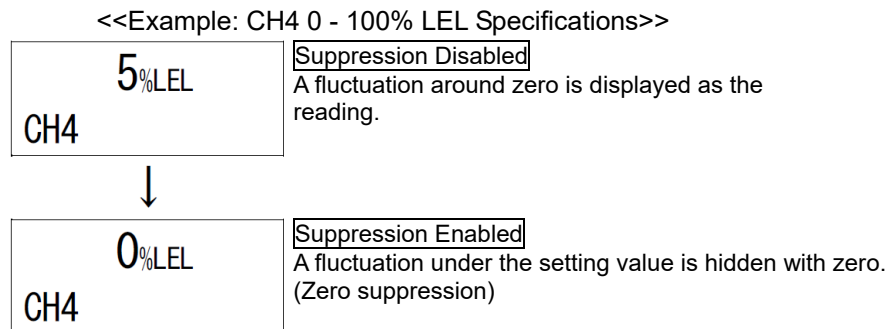 <<Example: CH4 0 - 100% LEL Specifications>>
5%LEL
CH4
Suppression Disabled
A fluctuation around zero is displayed as the
reading.
↓
0%LEL
CH4
Suppression Enabled
A fluctuation under the setting value is hidden with zero.
(Zero suppression)